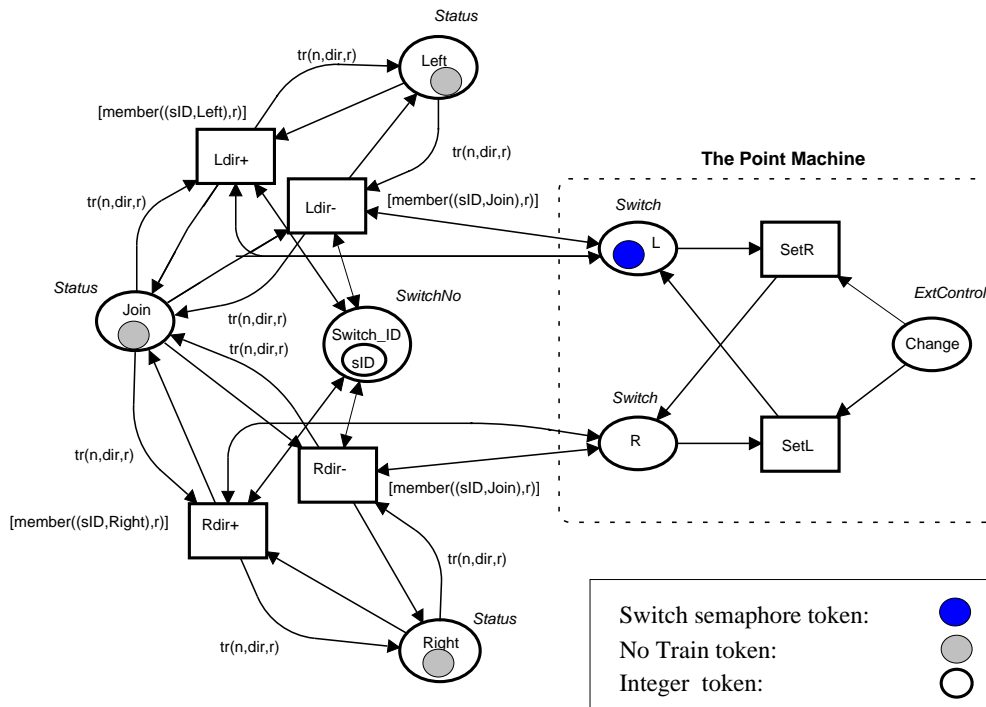 Status
Left
tr(n,dir,r)
[member((sID,Left),r)]
Ldir+
tr(n,dir,r)
The Point Machine
Ldir-
tr(n,dir,r)
[member((sID,Join),r)]
Switch
L
SetR
Status
Join
tr(n,dir,r)
SwitchNo
Switch_ID
sID
ExtControl
Change
tr(n,dir,r)
Switch
R
SetL
tr(n,dir,r)
Rdir-
[member((sID,Join),r)]
[member((sID,Right),r)]
Rdir+
tr(n,dir,r)
tr(n,dir,r)
Status
Right
Switch semaphore token:
No Train token:
Integer token: